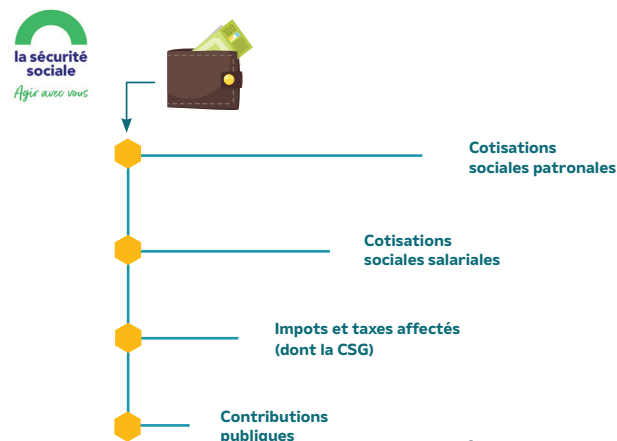 la sécurité
sociale
Agir avec vous
100
Cotisations
sociales patronales
Cotisations
sociales salariales
Impots et taxes affectés
(dont la CSG)
Contributions
publiques